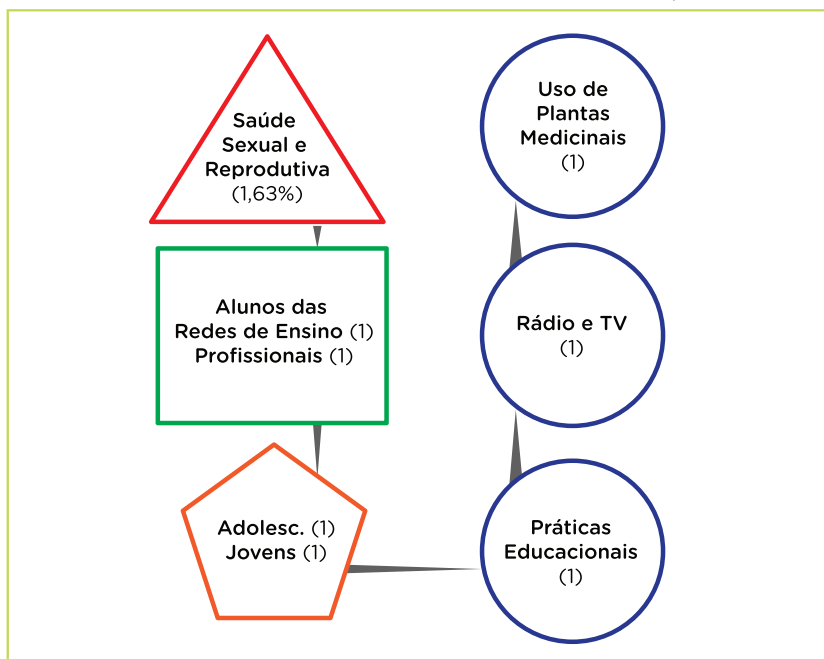 Saúde
Sexual e
Reprodutiva
(1,63%)
Alunos das
Redes de Ensino (1)
Profissionais (1)
Adolesc. (1)
Jovens (1)
Práticas
Educacionais
(1)
Rádio e TV
(1)
Uso de
Plantas
Medicinais
(1)